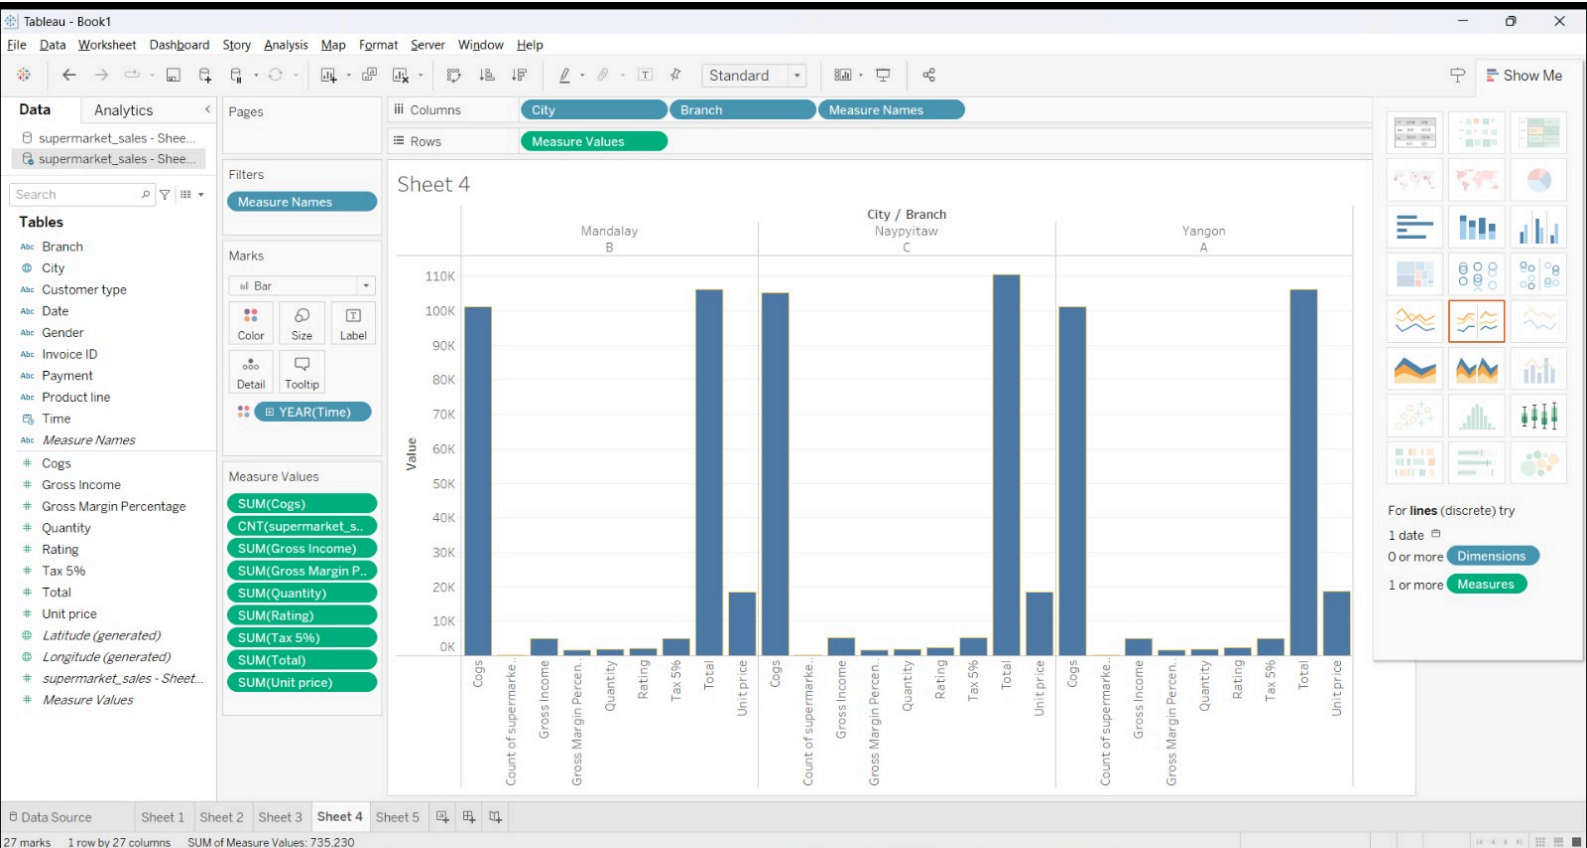 Tableau - Book1
File Data Worksheet Dashboard Story Analysis Map Format Server Window Help
Standard
Show Me
Data Analytics
supermarket_sales - Shee...
supermarket_sales - Shee...
Search
Tables
Abc Branch
City
Abc Customer type
Abc Date
Abc Gender
Abc Invoice ID
Abc Payment
Abc Product line
Time
Abc Measure Names
# Cogs
# Gross Income
# Gross Margin Percentage
# Quantity
# Rating
# Tax 5%
# Total
# Unit price
Latitude (generated)
Longitude (generated)
# supermarket_sales - Sheet...
# Measure Values
Pages
Filters
Measure Names
Marks
Bar
Color Size Label
Detail Tooltip
YEAR(Time)
Measure Values
SUM(Cogs)
CNT(supermarket_s..
SUM(Gross Income)
SUM(Gross Margin P..
SUM(Quantity)
SUM(Rating)
SUM(Tax 5%)
SUM(Total)
SUM(Unit price)
Columns City Branch Measure Names
Rows Measure Values
Sheet 4
City / Branch
Mandalay Naypyitaw Yangon
B C A
Value
110K
100K
90K
80K
70K
60K
50K
40K
30K
20K
10K
0K
Cogs
Count of supermarke..
Gross Income
Gross Margin Percen..
Quantity
Rating
Tax 5%
Total
Unit price
Cogs
Count of supermarke..
Gross Income
Gross Margin Percen..
Quantity
Rating
Tax 5%
Total
Unit price
Cogs
Count of supermarke..
Gross Income
Gross Margin Percen..
Quantity
Rating
Tax 5%
Total
Unit price
For lines (discrete) try
1 date
0 or more Dimensions
1 or more Measures
Data Source Sheet 1 Sheet 2 Sheet 3 Sheet 4 Sheet 5
27 marks 1 row by 27 columns SUM of Measure Values: 735,230